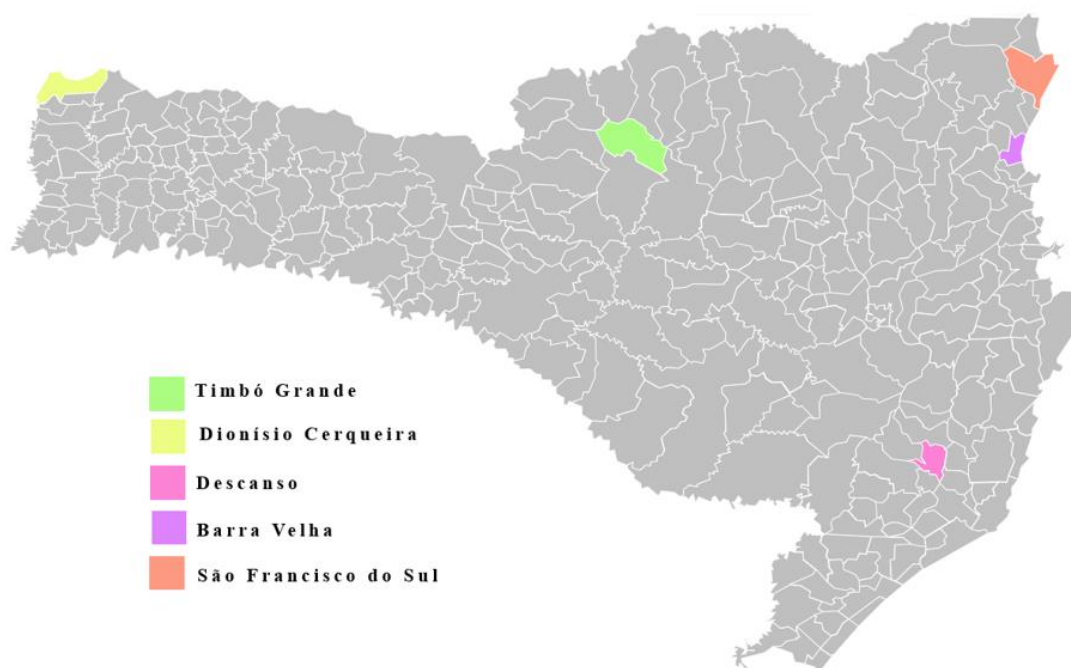 Timbó Grande
Dionísio Cerqueira
Descanso
Barra Velha
São Francisco do Sul